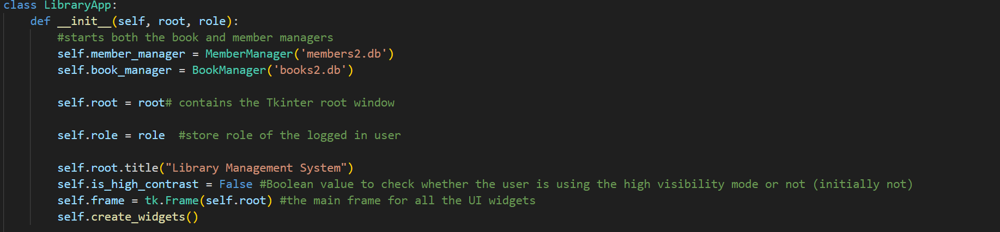 class LibraryApp:
    def __init__(self, root, role):
        #starts both the book and member managers
        self.member_manager = MemberManager('members2.db')
        self.book_manager = BookManager('books2.db')

        self.root = root# contains the Tkinter root window

        self.role = role  #store role of the logged in user

        self.root.title("Library Management System")
        self.is_high_contrast = False #Boolean value to check whether the user is using the high visibility mode or not (initially not)
        self.frame = tk.Frame(self.root) #the main frame for all the UI widgets
        self.create_widgets()